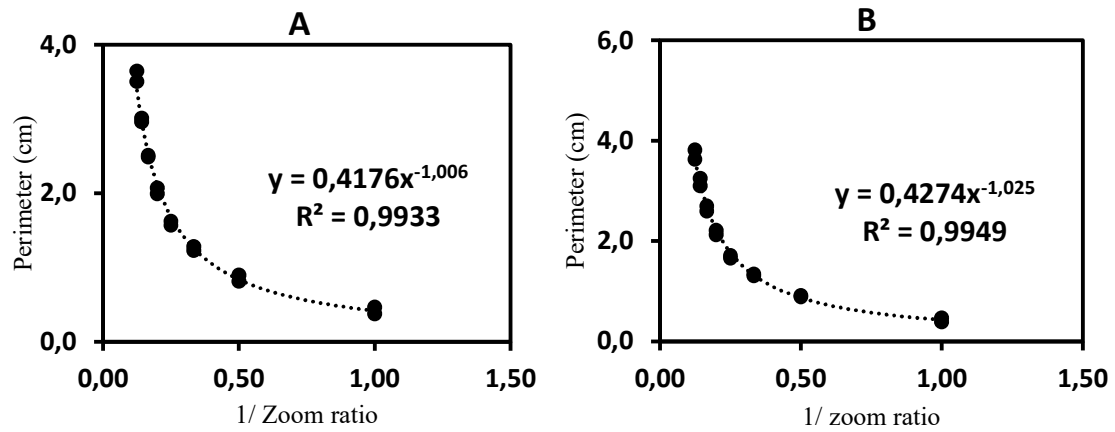 A
4,0
2,0
0,0
Perimeter (cm)
y = 0,4176x⁻¹,⁰⁰⁶
R² = 0,9933
0,00 0,50 1,00 1,50
1/ Zoom ratio
B
6,0
4,0
2,0
0,0
Perimeter (cm)
y = 0,4274x⁻¹,⁰²⁵
R² = 0,9949
0,00 0,50 1,00 1,50
1/ zoom ratio